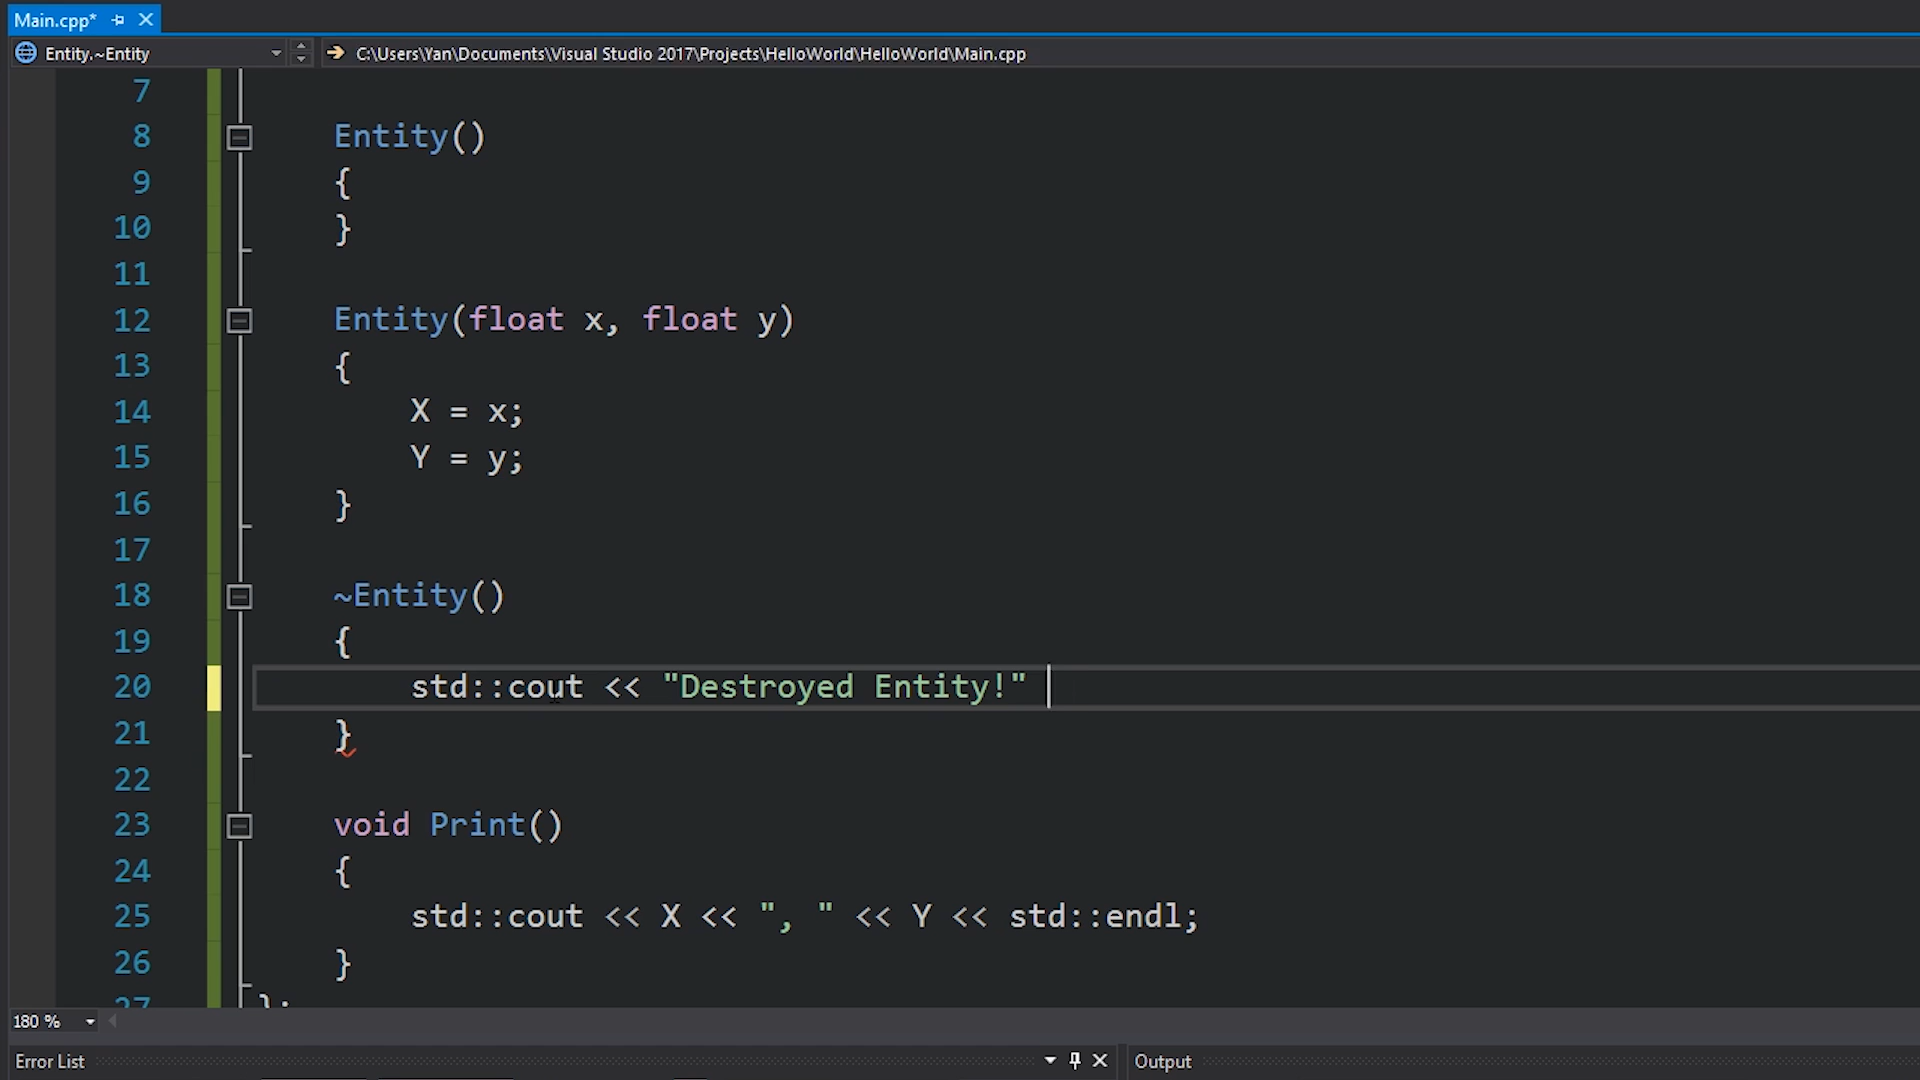 Main.cpp*
Entity.~Entity C:\Users\Yan\Documents\Visual Studio 2017\Projects\HelloWorld\HelloWorld\Main.cpp
7
8 Entity()
9 {
10 }
11
12 Entity(float x, float y)
13 {
14 X = x;
15 Y = y;
16 }
17
18 ~Entity()
19 {
20 std::cout << "Destroyed Entity!"
21 }
22
23 void Print()
24 {
25 std::cout << X << ", " << Y << std::endl;
26 }
27 };
180 %
Error List Output